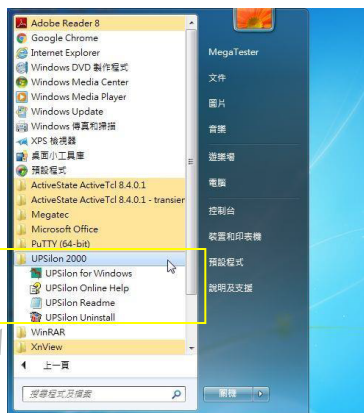 Adobe Reader 8
Google Chrome
Internet Explorer
Windows DVD 製作程式
Windows Media Center
Windows Media Player
Windows Update
Windows 傳真和掃描
XPS 檢視器
桌面小工具庫
預設程式
ActiveState ActiveTcl 8.4.0.1
ActiveState ActiveTcl 8.4.0.1 - transier
Megatec
Microsoft Office
PuTTY (64-bit)
UPSilon 2000
UPSilon for Windows
UPSilon Online Help
UPSilon Readme
UPSilon Uninstall
WinRAR
XnView
上一頁
搜尋程式及檔案
MegaTester
文件
圖片
音樂
遊樂場
電腦
控制台
裝置和印表機
預設程式
說明及支援
關機